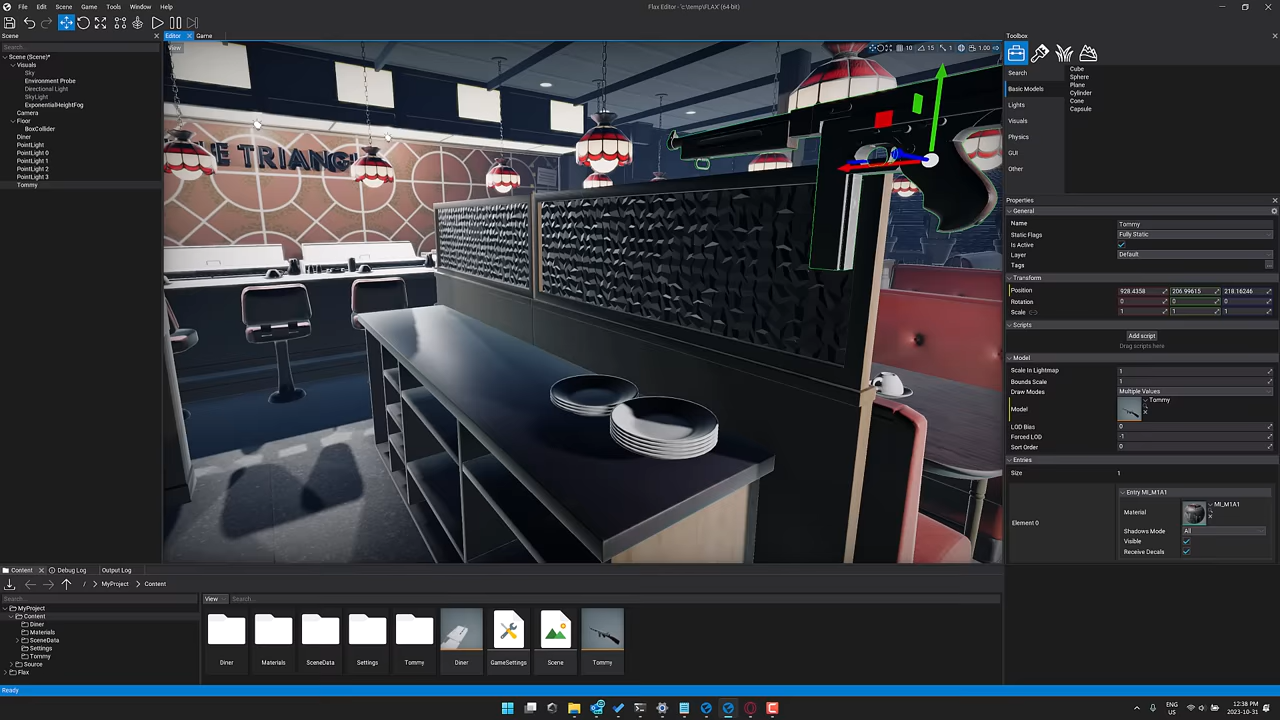 File Edit Scene Game Tools Window Help
Flax Editor - 'c:\temp\FLAX' (64-bit)
Scene
Search...
Scene (Scene)*
Visuals
Sky
Environment Probe
Directional Light
SkyLight
ExponentialHeightFog
Camera
Floor
BoxCollider
Diner
PointLight
PointLight 0
PointLight 1
PointLight 2
PointLight 3
Tommy
Editor Game
View
10 15 1 1.00
LE TRIANG
Toolbox
Search
Basic Models
Lights
Visuals
Physics
GUI
Other
Cube
Sphere
Plane
Cylinder
Cone
Capsule
Properties
General
Name Tommy
Static Flags Fully Static
Is Active
Layer Default
Tags
Transform
Position 928.4358 206.99615 218.16246
Rotation 0 0 0
Scale 1 1 1
Scripts
Add script
Drag scripts here
Model
Scale In Lightmap 1
Bounds Scale 1
Draw Modes Multiple Values
Model Tommy
LOD Bias 0
Forced LOD -1
Sort Order 0
Entries
Size 1
Element 0
Entry MI_M1A1
Material MI_M1A1
Shadows Mode All
Visible
Receive Decals
Content Debug Log Output Log
/ MyProject Content
Search...
MyProject
Content
Diner
Materials
SceneData
Settings
Tommy
Source
Flax
View Search...
Diner Materials SceneData Settings Tommy Diner GameSettings Scene Tommy
Ready
ENG
US
12:38 PM
2023-10-31